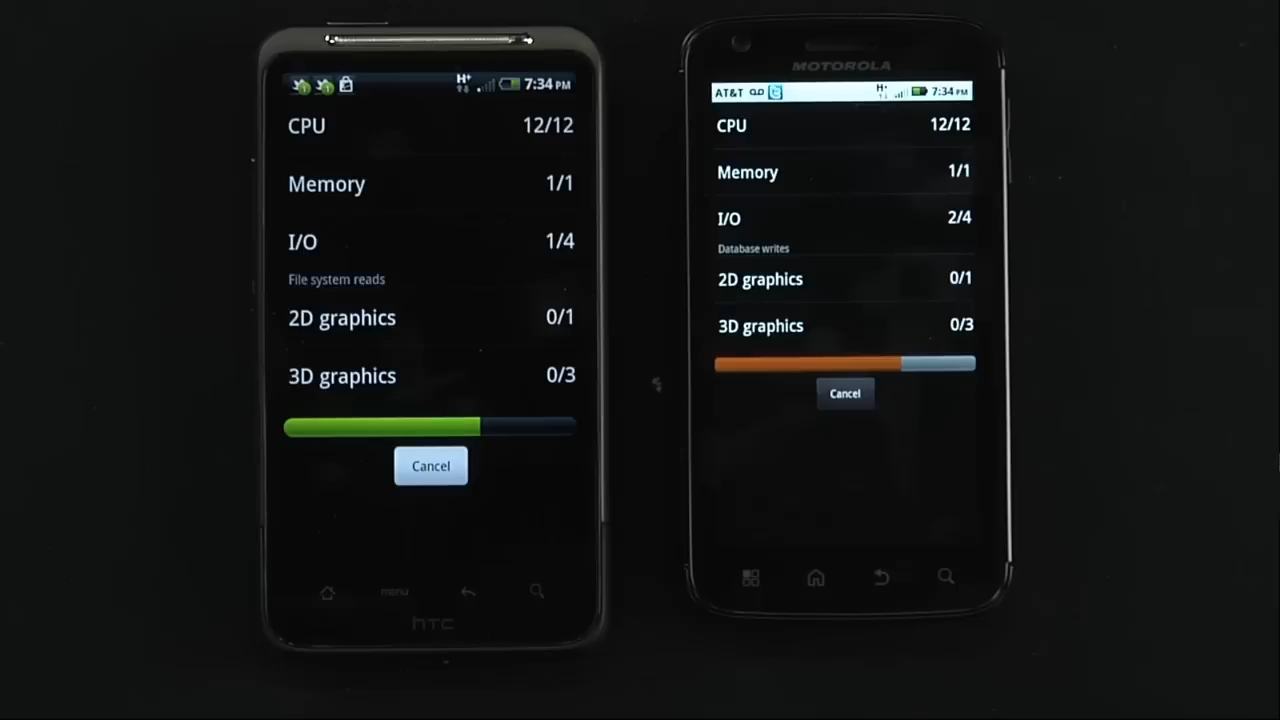 H+ 7:34 PM
CPU 12/12
Memory 1/1
I/O 1/4
File system reads
2D graphics 0/1
3D graphics 0/3
Cancel
menu
hTC
MOTOROLA
AT&T H+ 7:34 PM
CPU 12/12
Memory 1/1
I/O 2/4
Database writes
2D graphics 0/1
3D graphics 0/3
Cancel